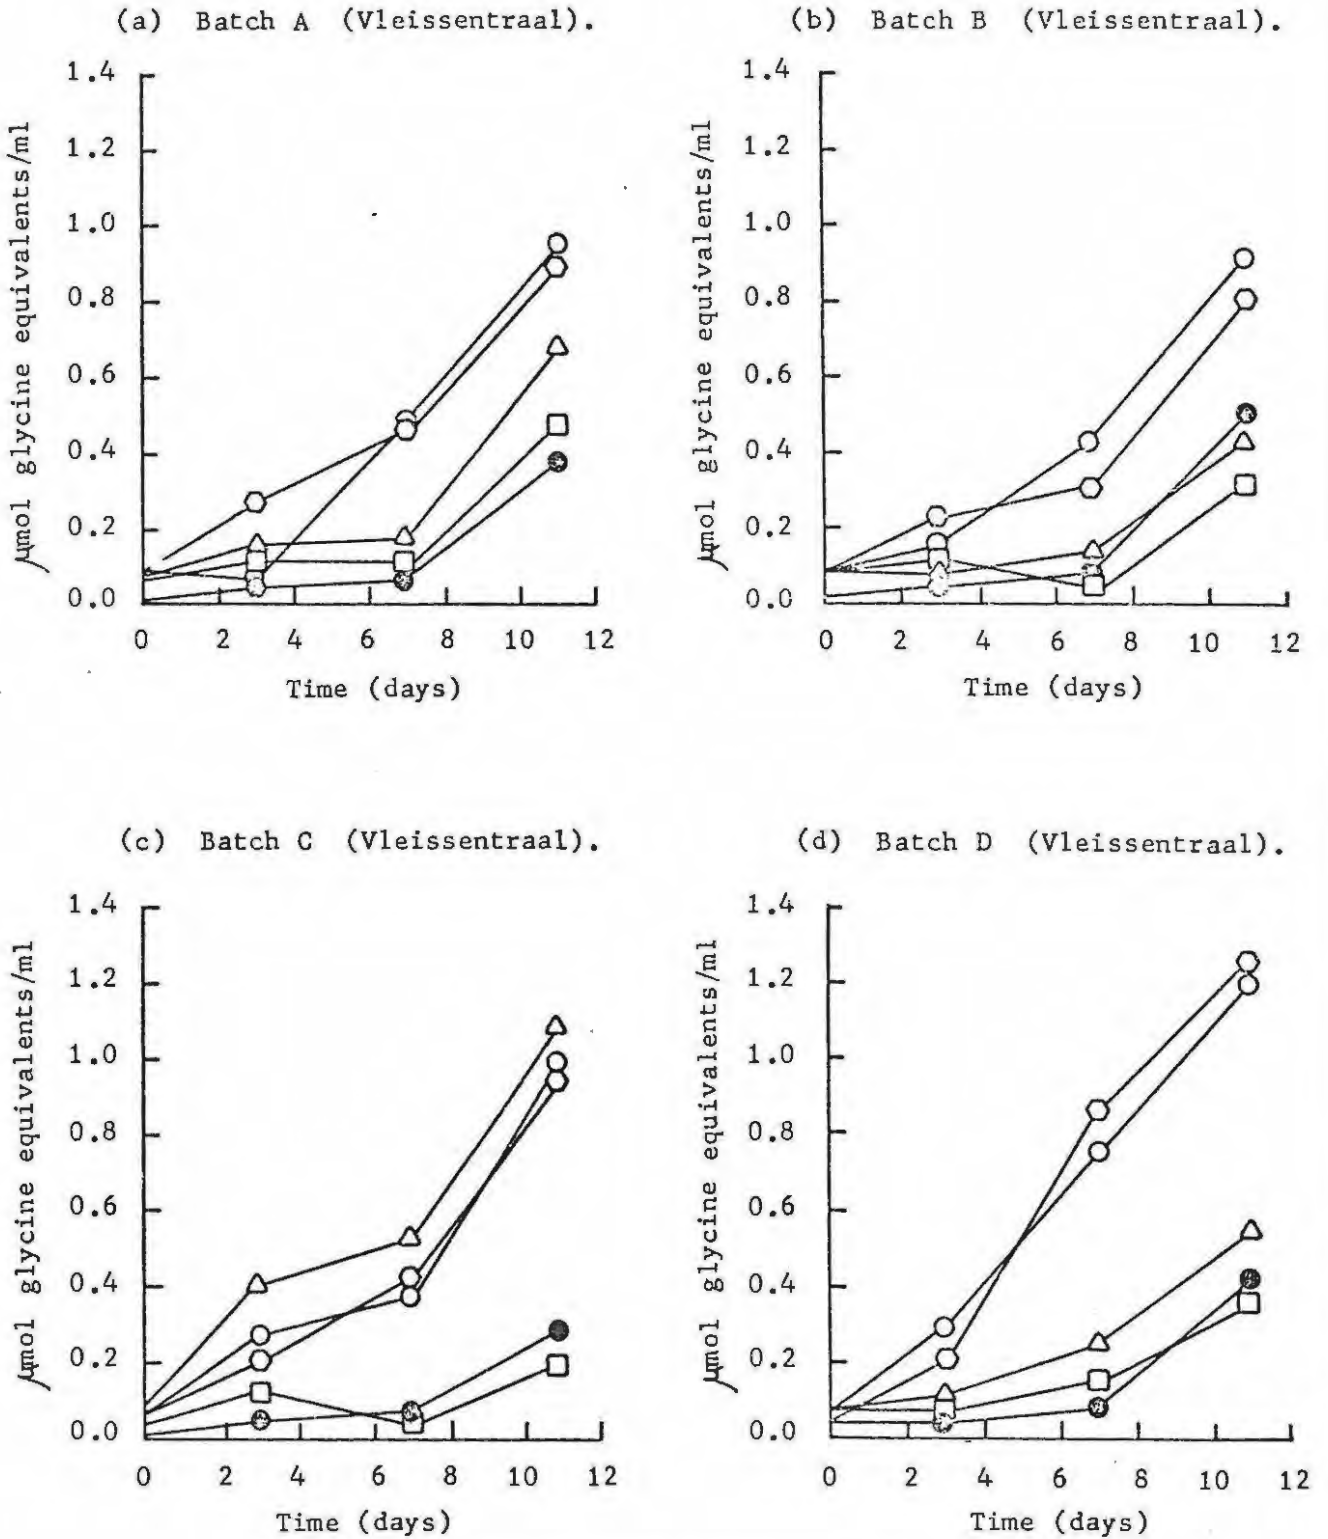 (a) Batch A (Vleissentraal).
1.4
1.2
1.0
0.8
0.6
0.4
0.2
0.0
μmol glycine equivalents/ml
0 2 4 6 8 10 12
Time (days)
(b) Batch B (Vleissentraal).
1.4
1.2
1.0
0.8
0.6
0.4
0.2
0.0
μmol glycine equivalents/ml
0 2 4 6 8 10 12
Time (days)
(c) Batch C (Vleissentraal).
1.4
1.2
1.0
0.8
0.6
0.4
0.2
0.0
μmol glycine equivalents/ml
0 2 4 6 8 10 12
Time (days)
(d) Batch D (Vleissentraal).
1.4
1.2
1.0
0.8
0.6
0.4
0.2
0.0
μmol glycine equivalents/ml
0 2 4 6 8 10 12
Time (days)